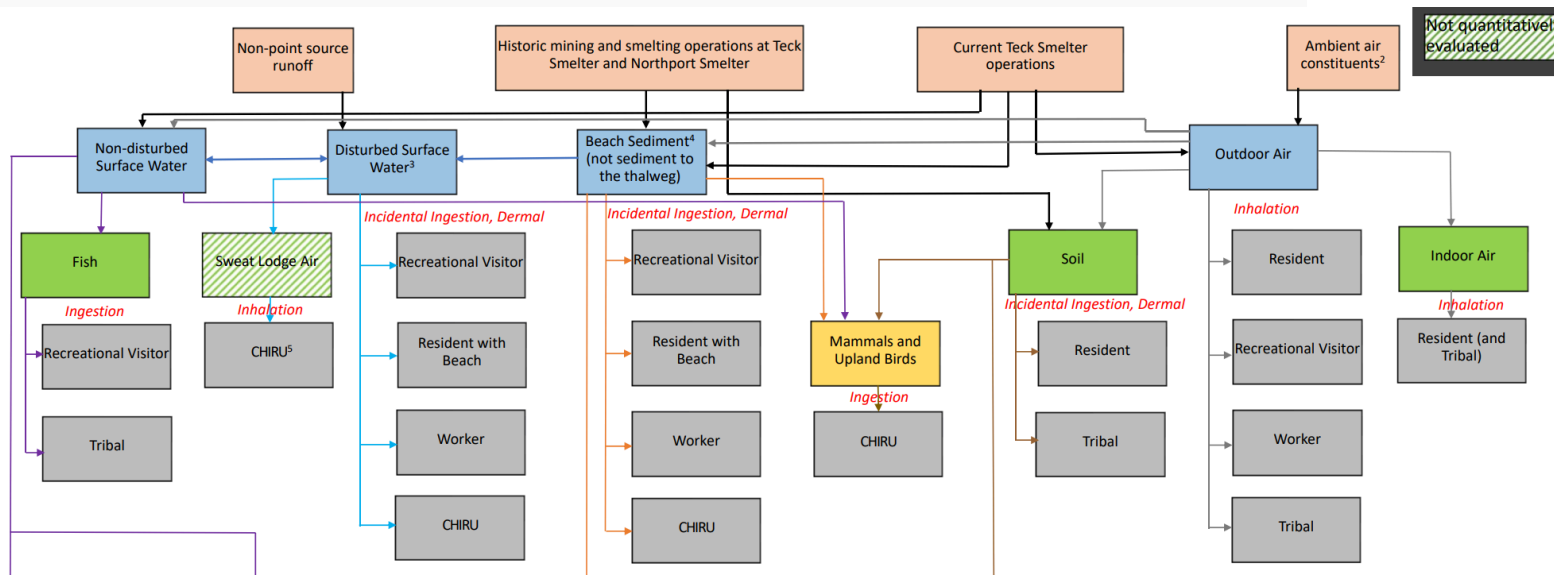 Non-point source
runoff
Historic mining and smelting operations at Teck
Smelter and Northport Smelter
Current Teck Smelter
operations
Ambient air
constituents²
Not quantitatively
evaluated
Non-disturbed
Surface Water
Disturbed Surface
Water³
Beach Sediment⁴
(not sediment to
the thalweg)
Outdoor Air
Incidental Ingestion, Dermal
Incidental Ingestion, Dermal
Inhalation
Fish
Sweat Lodge Air
Recreational Visitor
Recreational Visitor
Soil
Resident
Indoor Air
Ingestion
Inhalation
Incidental Ingestion, Dermal
Inhalation
Recreational Visitor
CHIRU⁵
Resident with
Beach
Resident with
Beach
Mammals and
Upland Birds
Resident
Recreational Visitor
Resident (and
Tribal)
Ingestion
Tribal
Worker
Worker
CHIRU
Tribal
Worker
CHIRU
CHIRU
Tribal